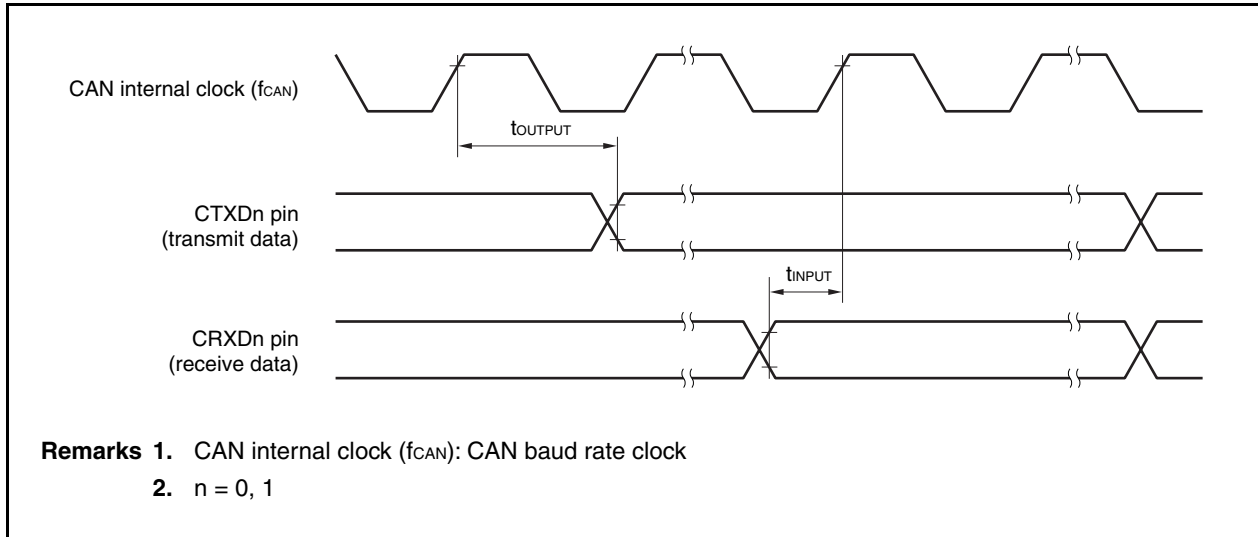 CAN internal clock (fCAN)
tOUTPUT
CTXDn pin
(transmit data)
tINPUT
CRXDn pin
(receive data)
Remarks 1. CAN internal clock (fCAN): CAN baud rate clock
2. n = 0, 1